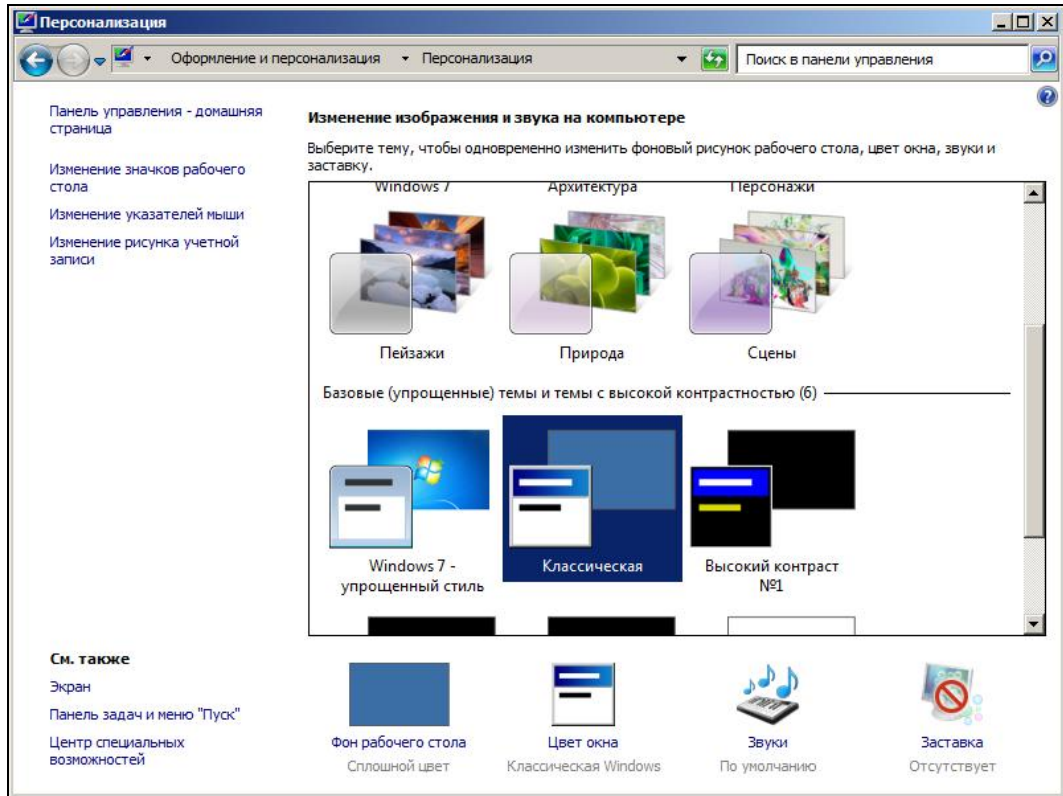 Персонализация
Оформление и персонализация
Персонализация
Поиск в панели управления
Панель управления - домашняя
страница
Изменение значков рабочего
стола
Изменение указателей мыши
Изменение рисунка учетной
записи
Изменение изображения и звука на компьютере
Выберите тему, чтобы одновременно изменить фоновый рисунок рабочего стола, цвет окна, звуки и
заставку.
Windows 7
Архитектура
Персонажи
Пейзажи
Природа
Сцены
Базовые (упрощенные) темы и темы с высокой контрастностью (6)
Windows 7 -
упрощенный стиль
Классическая
Высокий контраст
№1
См. также
Экран
Панель задач и меню "Пуск"
Центр специальных
возможностей
Фон рабочего стола
Сплошной цвет
Цвет окна
Классическая Windows
Звуки
По умолчанию
Заставка
Отсутствует